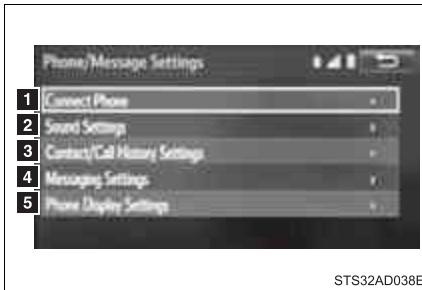 Phone/Message Settings
1 Connect Phone
2 Sound Settings
3 Contact/Call History Settings
4 Messaging Settings
5 Phone Display Settings
STS32AD038E